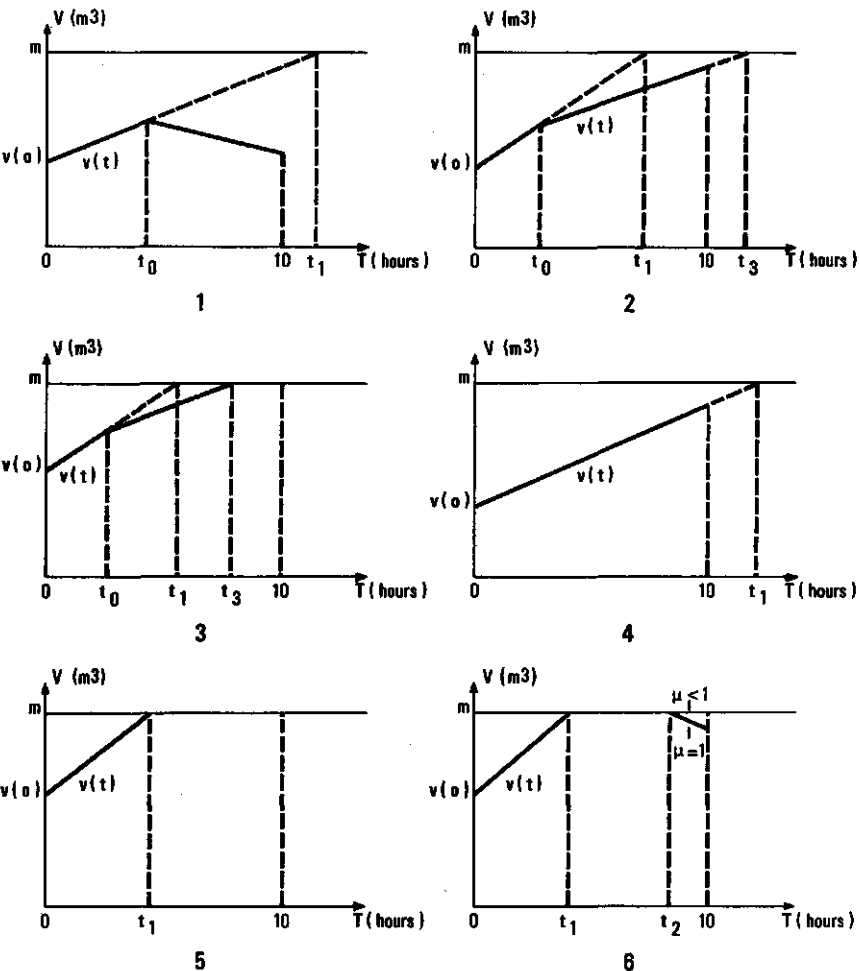 V (m3)
m
v(o)
v(t)
0 t0 10 t1 T (hours)
1
V (m3)
m
v(o)
v(t)
0 t0 t1 10 t3 T (hours)
2
V (m3)
m
v(o)
v(t)
0 t0 t1 t3 10 T (hours)
3
V (m3)
m
v(o)
v(t)
0 10 t1 T (hours)
4
V (m3)
m
v(o)
v(t)
0 t1 10 T (hours)
5
V (m3)
μ<1
m
μ=1
v(o)
v(t)
0 t1 t2 10 T (hours)
6